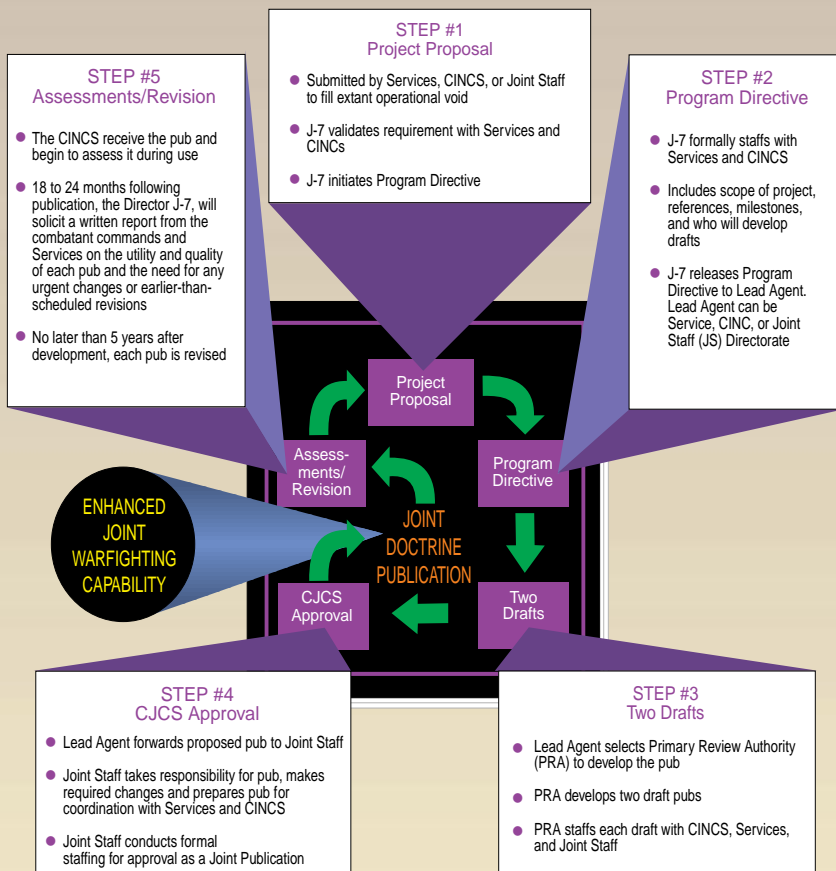 STEP #1
Project Proposal
Submitted by Services, CINCS, or Joint Staff
to fill extant operational void
J-7 validates requirement with Services and
CINCs
J-7 initiates Program Directive
STEP #5
Assessments/Revision
The CINCS receive the pub and
begin to assess it during use
18 to 24 months following
publication, the Director J-7, will
solicit a written report from the
combatant commands and
Services on the utility and quality
of each pub and the need for any
urgent changes or earlier-than-
scheduled revisions
No later than 5 years after
development, each pub is revised
STEP #2
Program Directive
J-7 formally staffs with
Services and CINCS
Includes scope of project,
references, milestones,
and who will develop
drafts
J-7 releases Program
Directive to Lead Agent.
Lead Agent can be
Service, CINC, or Joint
Staff (JS) Directorate
Project
Proposal
Assess-
ments/
Revision
Program
Directive
ENHANCED
JOINT
WARFIGHTING
CAPABILITY
JOINT
DOCTRINE
PUBLICATION
CJCS
Approval
Two
Drafts
STEP #4
CJCS Approval
Lead Agent forwards proposed pub to Joint Staff
Joint Staff takes responsibility for pub, makes
required changes and prepares pub for
coordination with Services and CINCS
Joint Staff conducts formal
staffing for approval as a Joint Publication
STEP #3
Two Drafts
Lead Agent selects Primary Review Authority
(PRA) to develop the pub
PRA develops two draft pubs
PRA staffs each draft with CINCS, Services,
and Joint Staff